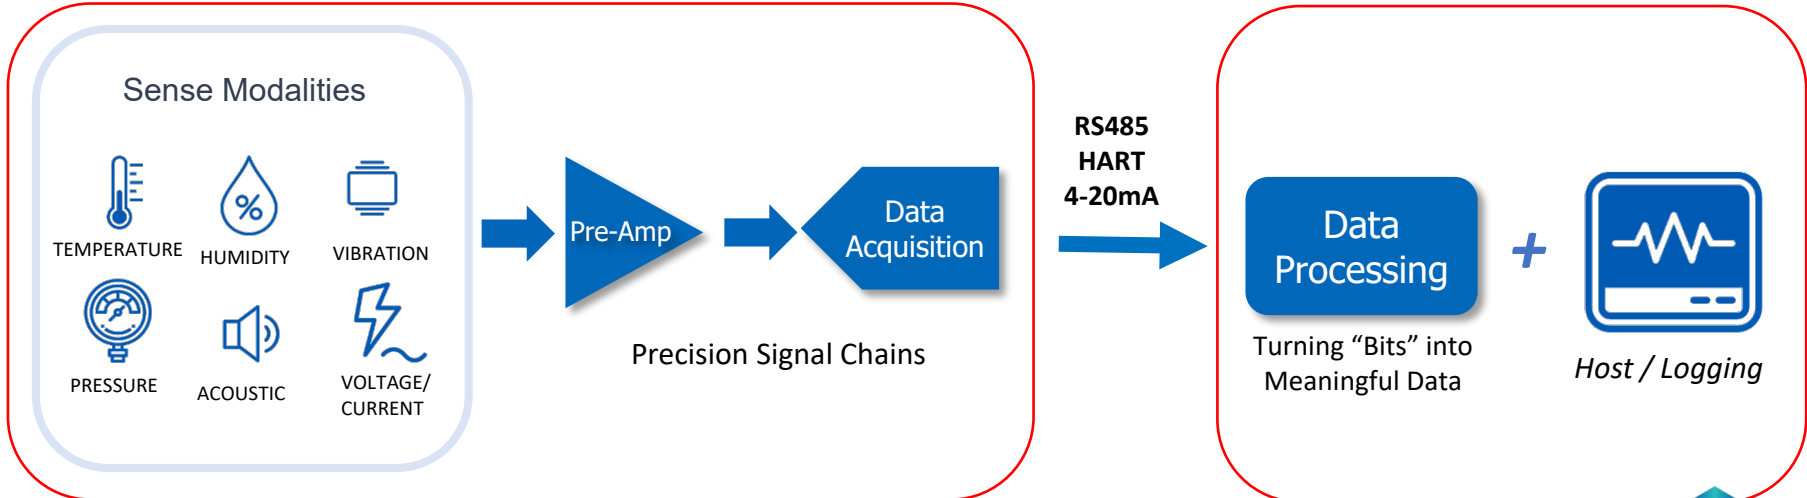 Sense Modalities
TEMPERATURE
HUMIDITY
%
VIBRATION
PRESSURE
ACOUSTIC
VOLTAGE/
CURRENT
Pre-Amp
Data
Acquisition
Precision Signal Chains
RS485
HART
4-20mA
Data
Processing
Turning “Bits” into
Meaningful Data
+
Host / Logging